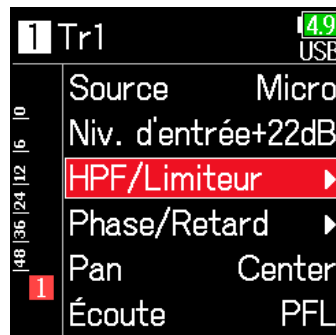 1 Tr1 4.9
USB
Source Micro
Niv. d'entrée+22dB
HPF/Limiteur
Phase/Retard
Pan Center
Écoute PFL
|48 |36 |24 |12 |6 |0
1